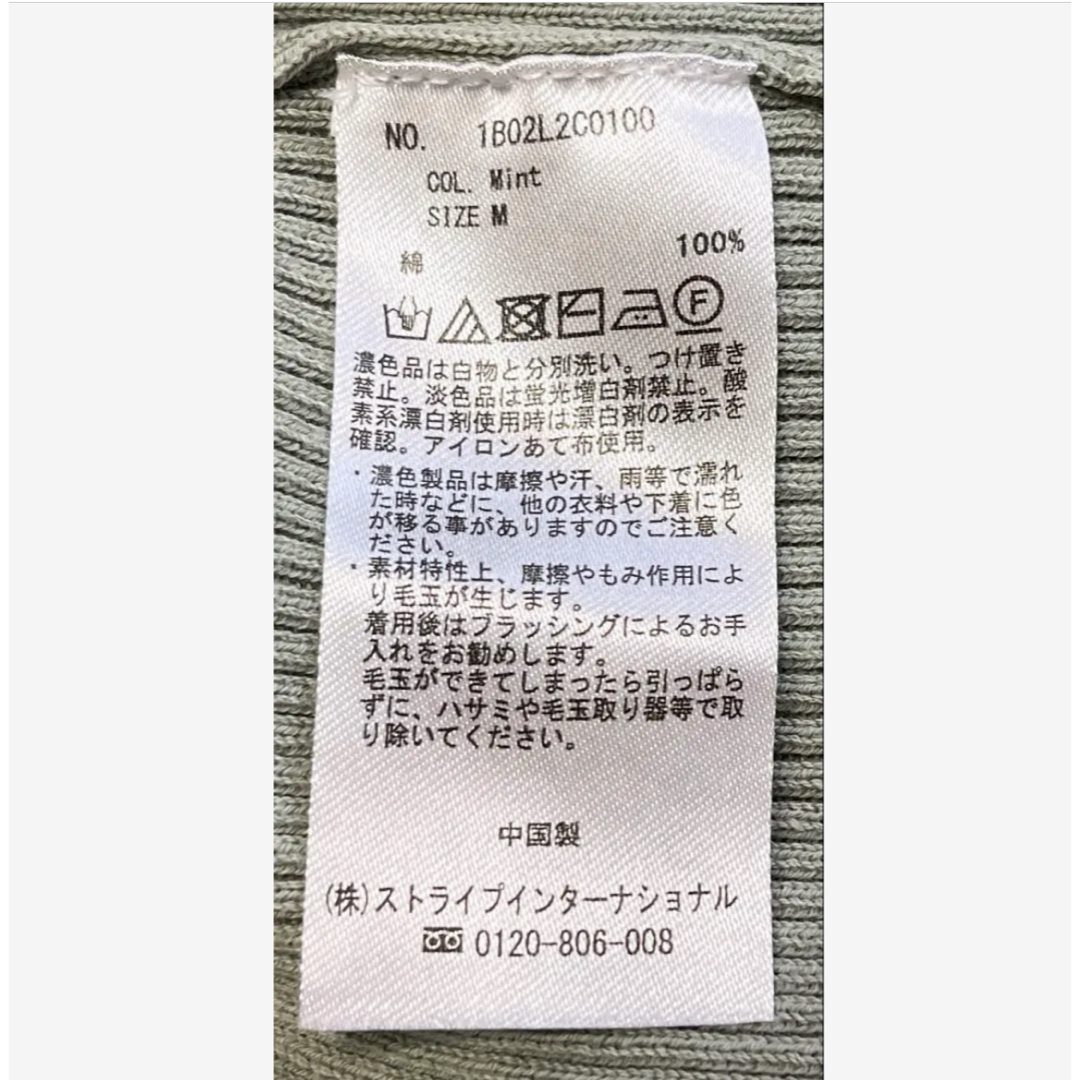 NO. 1B02L2C0100
COL. Mint
SIZE M
綿 100%
F
濃色品は白物と分別洗い。つけ置き
禁止。淡色品は蛍光増白剤禁止。酸
素系漂白剤使用時は漂白剤の表示を
確認。アイロンあて布使用。
・濃色製品は摩擦や汗、雨等で濡れ
た時などに、他の衣料や下着に色
が移る事がありますのでご注意く
ださい。
・素材特性上、摩擦やもみ作用によ
り毛玉が生じます。
着用後はブラッシングによるお手
入れをお勧めします。
毛玉ができてしまったら引っぱら
ずに、ハサミや毛玉取り器等で取
り除いてください。
中国製
(株)ストライプインターナショナル
0120-806-008